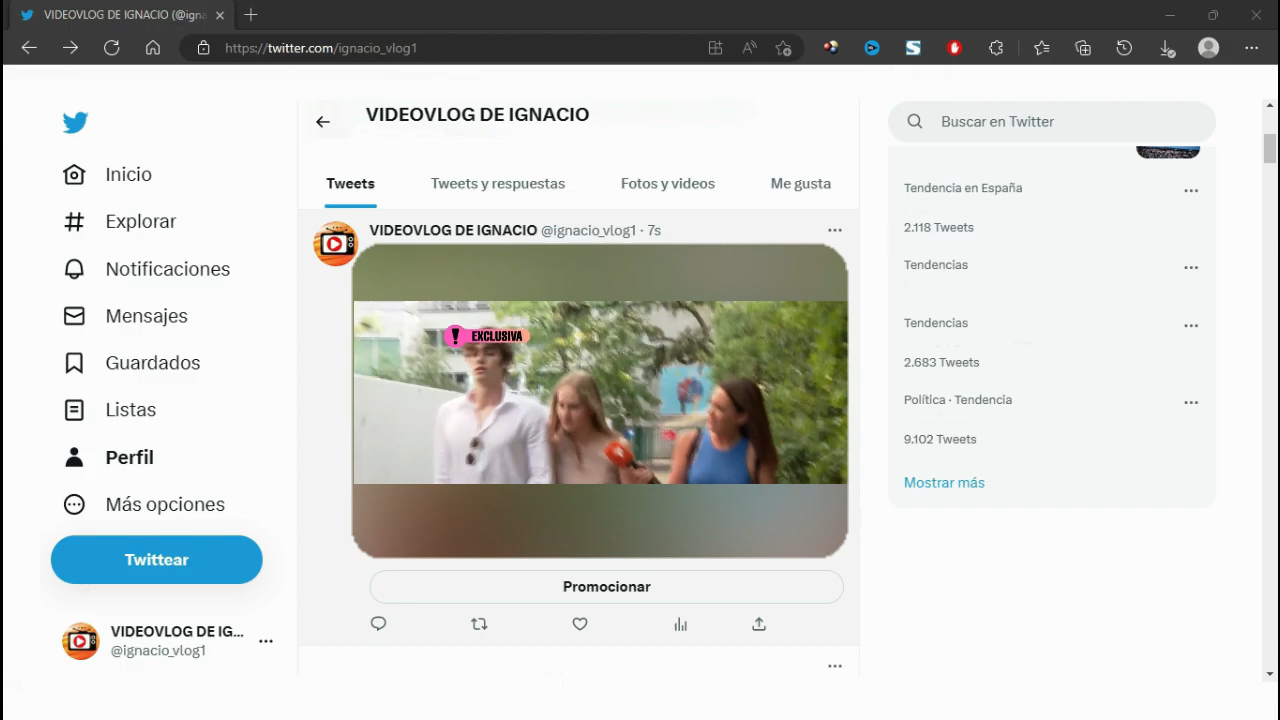 VIDEOVLOG DE IGNACIO (@igna
https://twitter.com/ignacio_vlog1
VIDEOVLOG DE IGNACIO
Buscar en Twitter
Inicio
Explorar
Notificaciones
Mensajes
Guardados
Listas
Perfil
Más opciones
Twittear
VIDEOVLOG DE IG...
@ignacio_vlog1
Tweets
Tweets y respuestas
Fotos y videos
Me gusta
VIDEOVLOG DE IGNACIO @ignacio_vlog1 · 7s
! EXCLUSIVA
Promocionar
Tendencia en España
2.118 Tweets
Tendencias
Tendencias
2.683 Tweets
Política · Tendencia
9.102 Tweets
Mostrar más